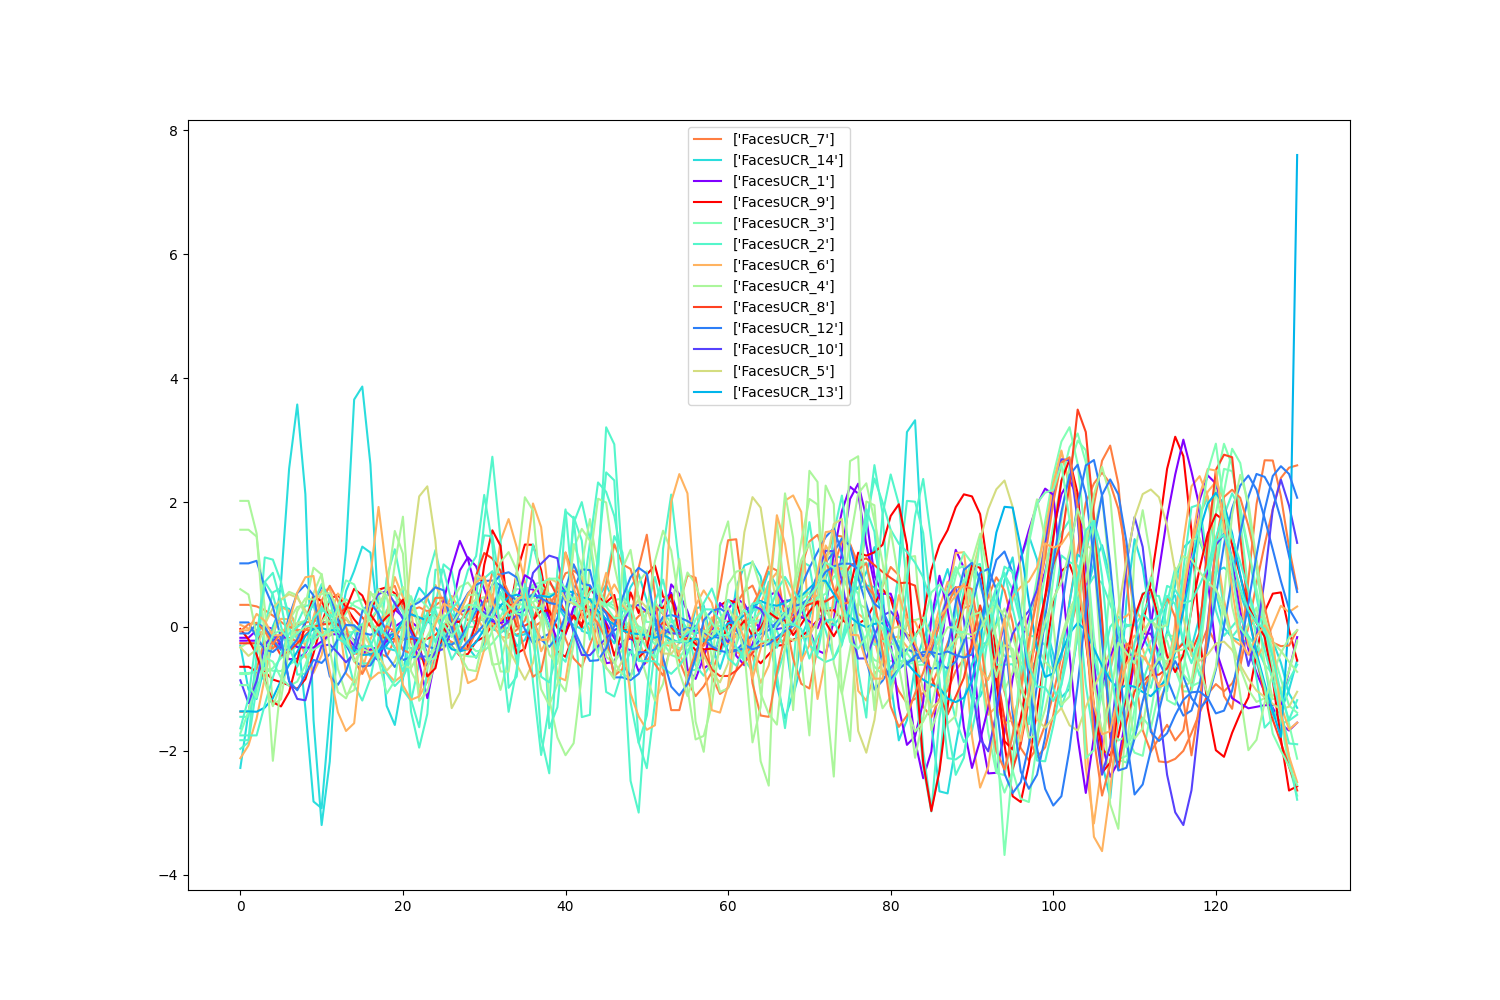 8
6
4
2
0
−2
−4
0 20 40 60 80 100 120
['FacesUCR_7']
['FacesUCR_14']
['FacesUCR_1']
['FacesUCR_9']
['FacesUCR_3']
['FacesUCR_2']
['FacesUCR_6']
['FacesUCR_4']
['FacesUCR_8']
['FacesUCR_12']
['FacesUCR_10']
['FacesUCR_5']
['FacesUCR_13']